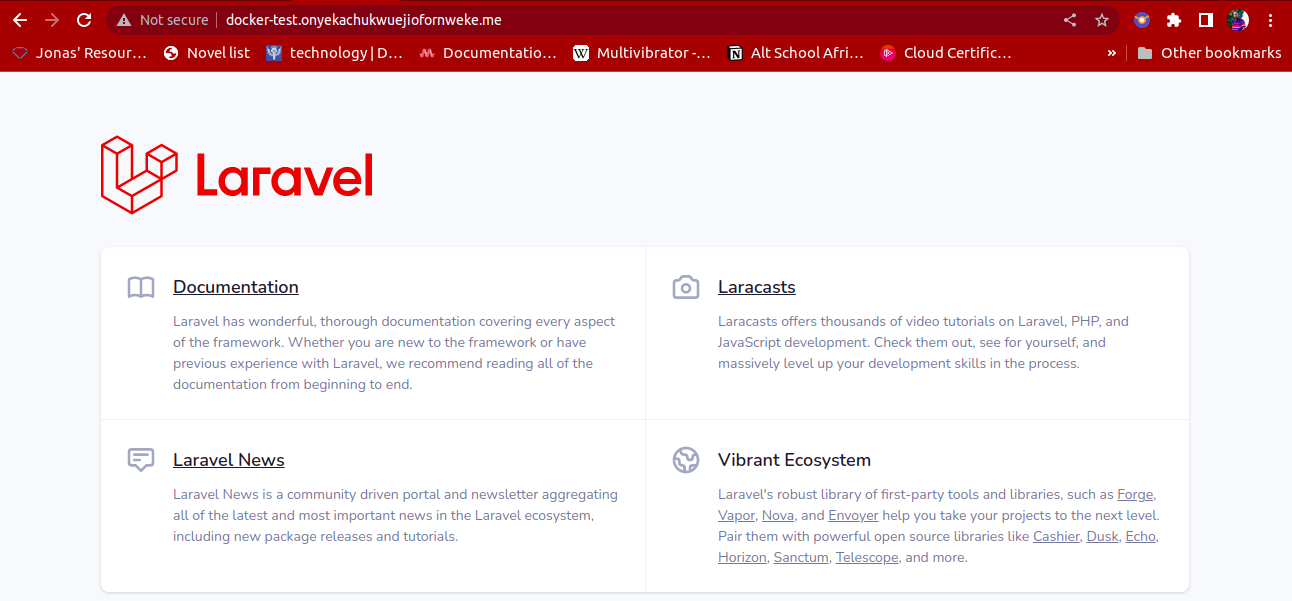 Not secure docker-test.onyekachukwuejiofornweke.me
Jonas' Resour... Novel list technology | D... Documentatio... Multivibrator -... Alt School Afri... Cloud Certific... » Other bookmarks
Laravel
Documentation
Laravel has wonderful, thorough documentation covering every aspect
of the framework. Whether you are new to the framework or have
previous experience with Laravel, we recommend reading all of the
documentation from beginning to end.
Laracasts
Laracasts offers thousands of video tutorials on Laravel, PHP, and
JavaScript development. Check them out, see for yourself, and
massively level up your development skills in the process.
Laravel News
Laravel News is a community driven portal and newsletter aggregating
all of the latest and most important news in the Laravel ecosystem,
including new package releases and tutorials.
Vibrant Ecosystem
Laravel's robust library of first-party tools and libraries, such as Forge,
Vapor, Nova, and Envoyer help you take your projects to the next level.
Pair them with powerful open source libraries like Cashier, Dusk, Echo,
Horizon, Sanctum, Telescope, and more.